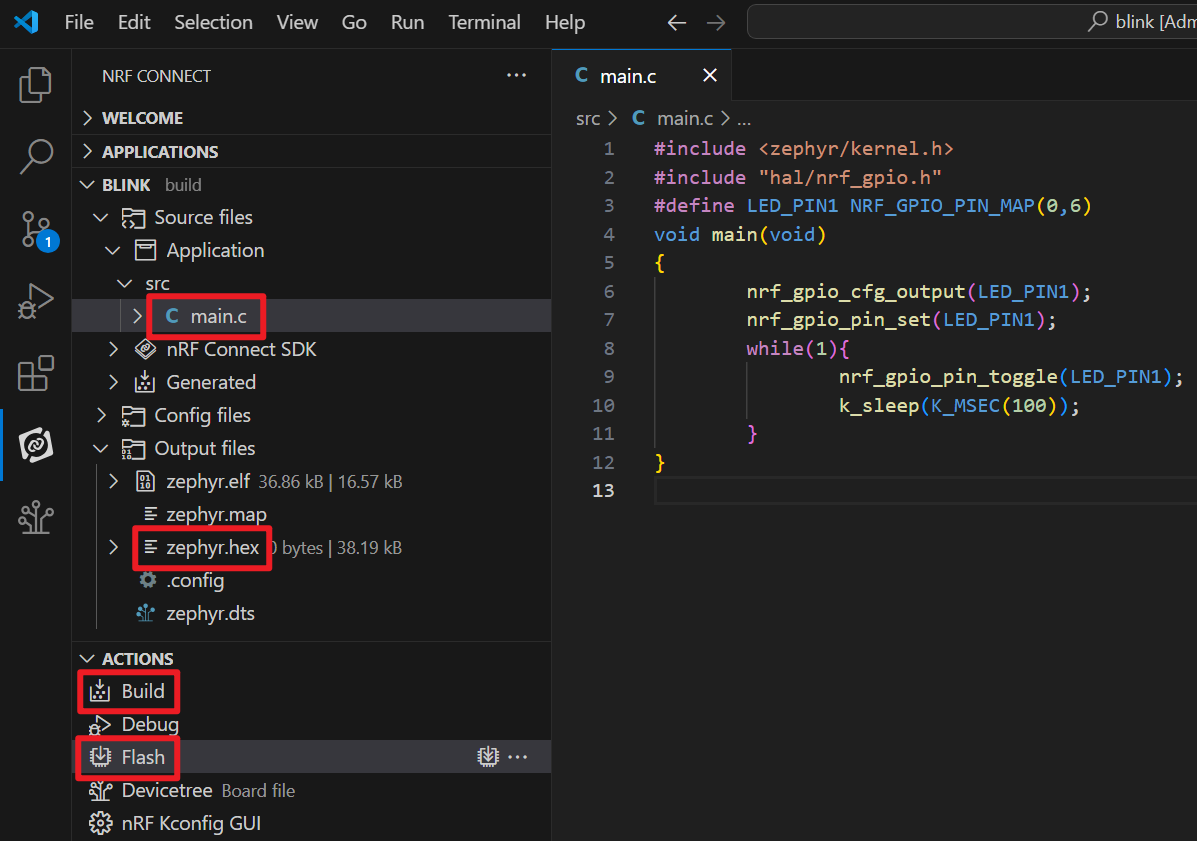 File Edit Selection View Go Run Terminal Help
blink [Adm
NRF CONNECT
WELCOME
APPLICATIONS
BLINK build
Source files
Application
src
C main.c
nRF Connect SDK
Generated
Config files
Output files
zephyr.elf 36.86 kB | 16.57 kB
zephyr.map
zephyr.hex 0 bytes | 38.19 kB
.config
zephyr.dts
ACTIONS
Build
Debug
Flash
Devicetree Board file
nRF Kconfig GUI
1
C main.c
src > C main.c > ...
1 #include <zephyr/kernel.h>
2 #include "hal/nrf_gpio.h"
3 #define LED_PIN1 NRF_GPIO_PIN_MAP(0,6)
4 void main(void)
5 {
6 nrf_gpio_cfg_output(LED_PIN1);
7 nrf_gpio_pin_set(LED_PIN1);
8 while(1){
9 nrf_gpio_pin_toggle(LED_PIN1);
10 k_sleep(K_MSEC(100));
11 }
12 }
13